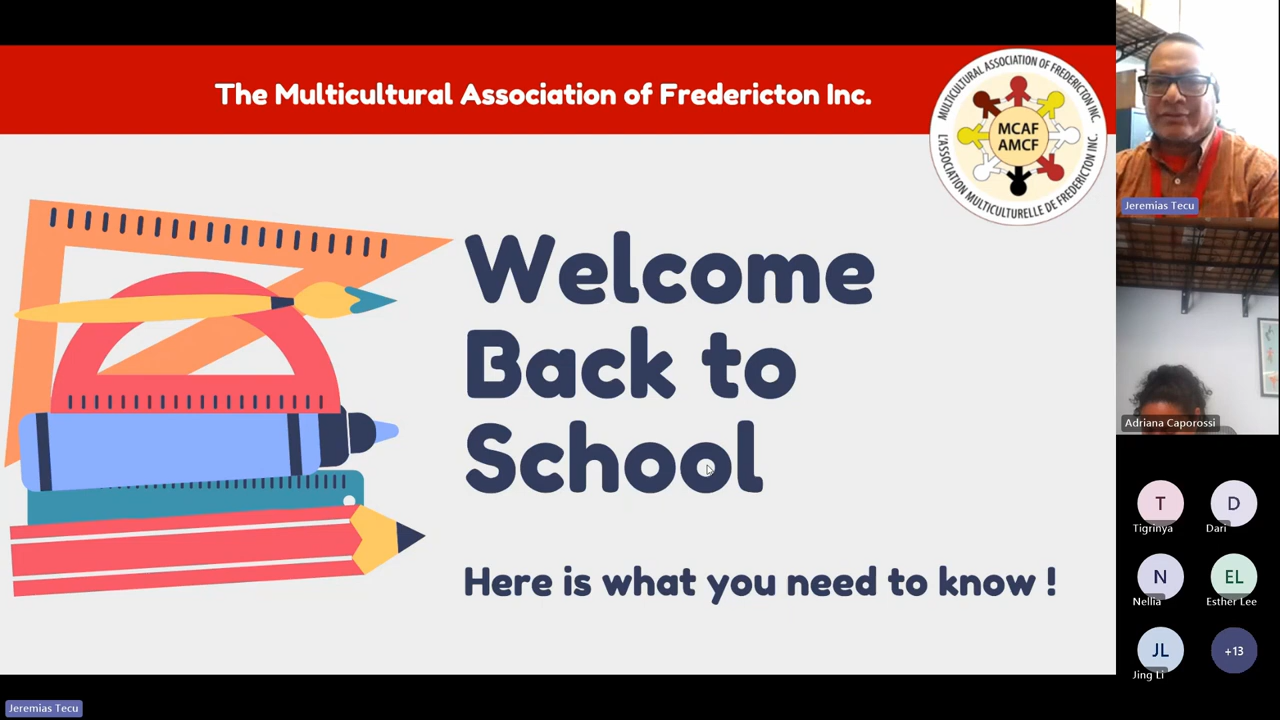 The Multicultural Association of Fredericton Inc.
MULTICULTURAL ASSOCIATION OF FREDERICTON INC.
MCAF
AMCF
L'ASSOCIATION MULTICULTURELLE DE FREDERICTON INC.
Welcome
Back to
School
Here is what you need to know !
Jeremias Tecu
Adriana Caporossi
T
Tigrinya
D
Dari
N
Nellia
EL
Esther Lee
JL
Jing Li
+13
Jeremias Tecu